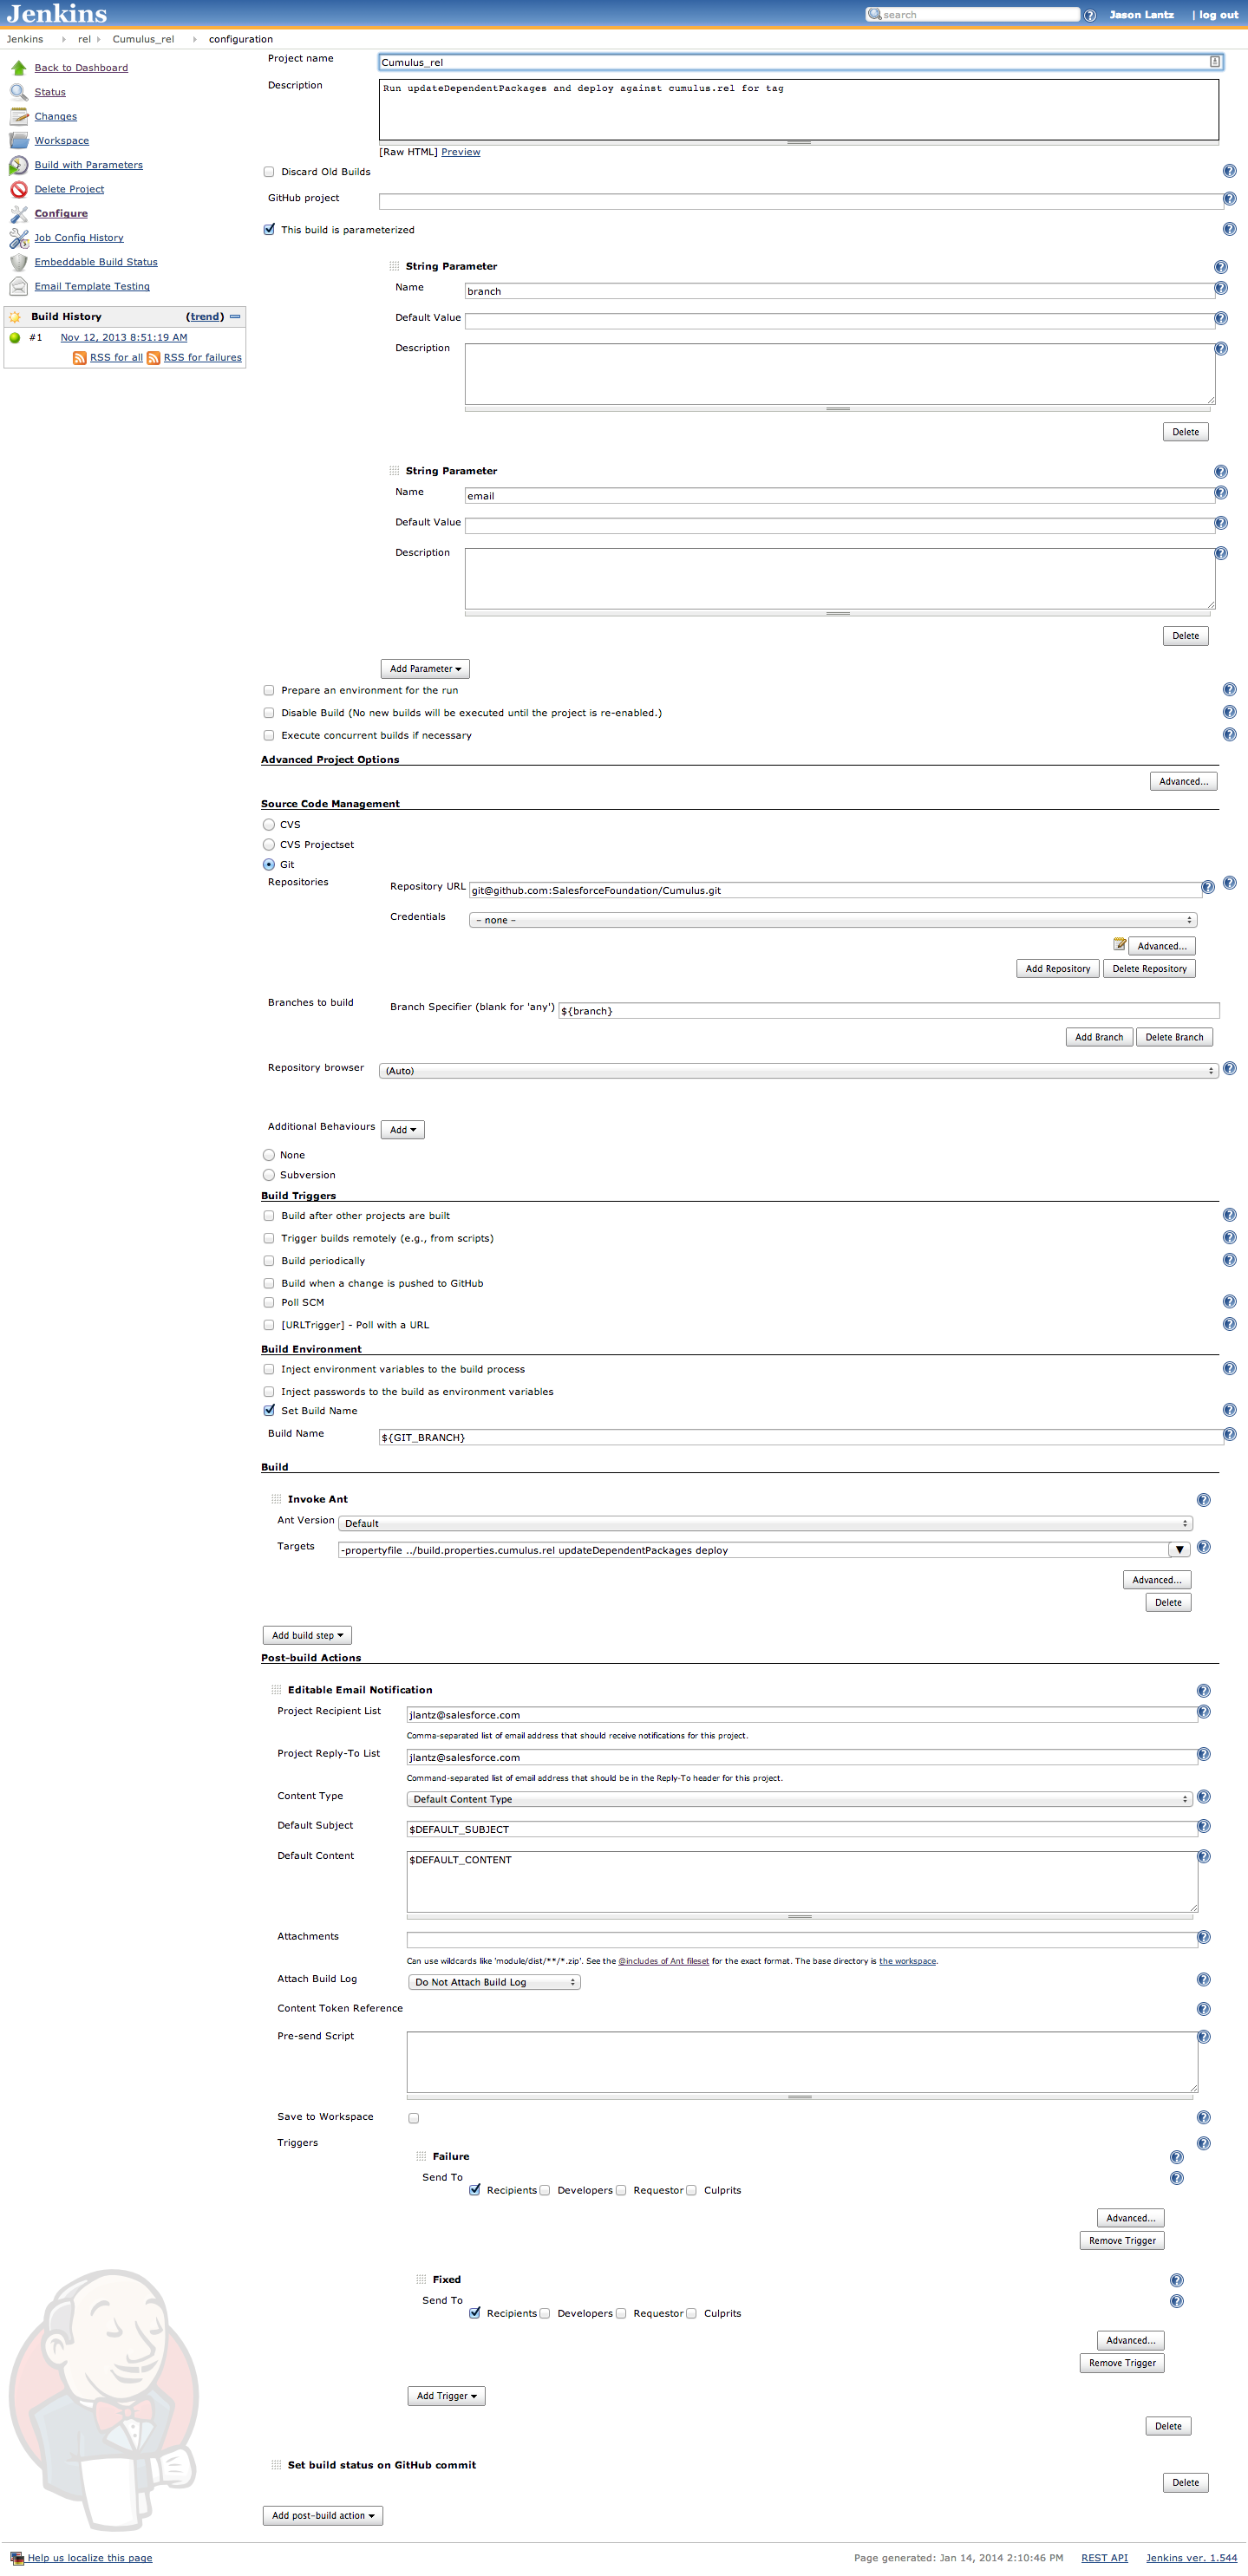 Jenkins
search
Jason Lantz | log out
Jenkins rel Cumulus_rel configuration
Back to Dashboard
Status
Changes
Workspace
Build with Parameters
Delete Project
Configure
Job Config History
Embeddable Build Status
Email Template Testing
Build History (trend)
#1 Nov 12, 2013 8:51:19 AM
RSS for all RSS for failures
Project name Cumulus_rel
Description Run updateDependentPackages and deploy against cumulus.rel for tag
[Raw HTML] Preview
Discard Old Builds
GitHub project
This build is parameterized
String Parameter
Name branch
Default Value
Description
Delete
String Parameter
Name email
Default Value
Description
Delete
Add Parameter
Prepare an environment for the run
Disable Build (No new builds will be executed until the project is re-enabled.)
Execute concurrent builds if necessary
Advanced Project Options
Advanced...
Source Code Management
CVS
CVS Projectset
Git
Repositories Repository URL git@github.com:SalesforceFoundation/Cumulus.git
Credentials - none -
Advanced...
Add Repository Delete Repository
Branches to build Branch Specifier (blank for 'any') ${branch}
Add Branch Delete Branch
Repository browser (Auto)
Additional Behaviours Add
None
Subversion
Build Triggers
Build after other projects are built
Trigger builds remotely (e.g., from scripts)
Build periodically
Build when a change is pushed to GitHub
Poll SCM
[URLTrigger] - Poll with a URL
Build Environment
Inject environment variables to the build process
Inject passwords to the build as environment variables
Set Build Name
Build Name ${GIT_BRANCH}
Build
Invoke Ant
Ant Version Default
Targets -propertyfile ../build.properties.cumulus.rel updateDependentPackages deploy
Advanced...
Delete
Add build step
Post-build Actions
Editable Email Notification
Project Recipient List jlantz@salesforce.com
Comma-separated list of email address that should receive notifications for this project.
Project Reply-To List jlantz@salesforce.com
Command-separated list of email address that should be in the Reply-To header for this project.
Content Type Default Content Type
Default Subject $DEFAULT_SUBJECT
Default Content $DEFAULT_CONTENT
Attachments
Can use wildcards like 'module/dist/**/*.zip'. See the @includes of Ant fileset for the exact format. The base directory is the workspace.
Attach Build Log Do Not Attach Build Log
Content Token Reference
Pre-send Script
Save to Workspace
Triggers
Failure
Send To
Recipients Developers Requestor Culprits
Advanced...
Remove Trigger
Fixed
Send To
Recipients Developers Requestor Culprits
Advanced...
Remove Trigger
Add Trigger
Delete
Set build status on GitHub commit
Delete
Add post-build action
Help us localize this page Page generated: Jan 14, 2014 2:10:46 PM REST API Jenkins ver. 1.544